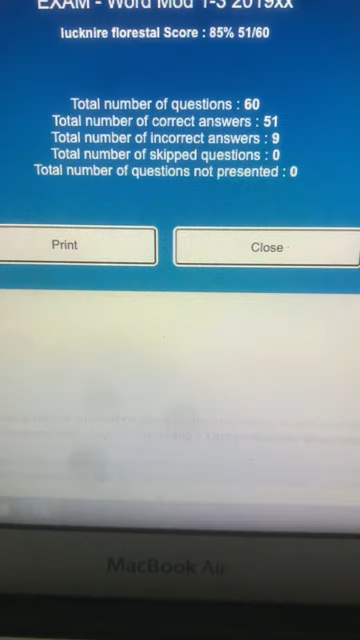 EXAM - Word Mod 1-3 2019xx
lucknire florestal Score : 85% 51/60
Total number of questions : 60
Total number of correct answers : 51
Total number of incorrect answers : 9
Total number of skipped questions : 0
Total number of questions not presented : 0
Print
Close
MacBook Air